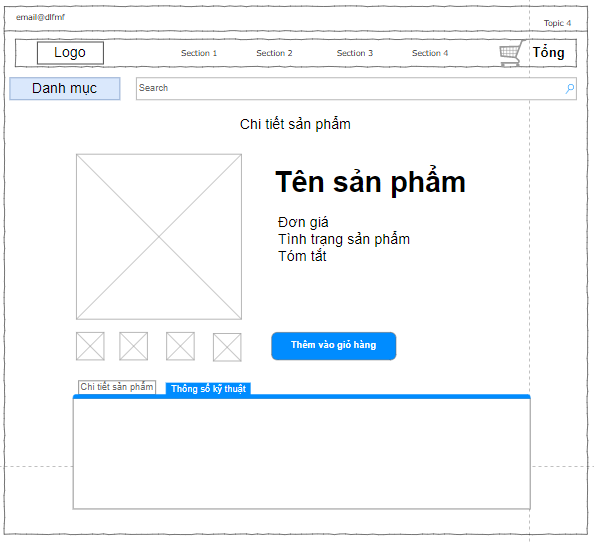 email@dlfmf
Topic 4
Logo
Section 1
Section 2
Section 3
Section 4
Tổng
Danh mục
Search
Chi tiết sản phẩm
Tên sản phẩm
Đơn giá
Tình trạng sản phẩm
Tóm tắt
Thêm vào giỏ hàng
Chi tiết sản phẩm
Thông số kỹ thuật